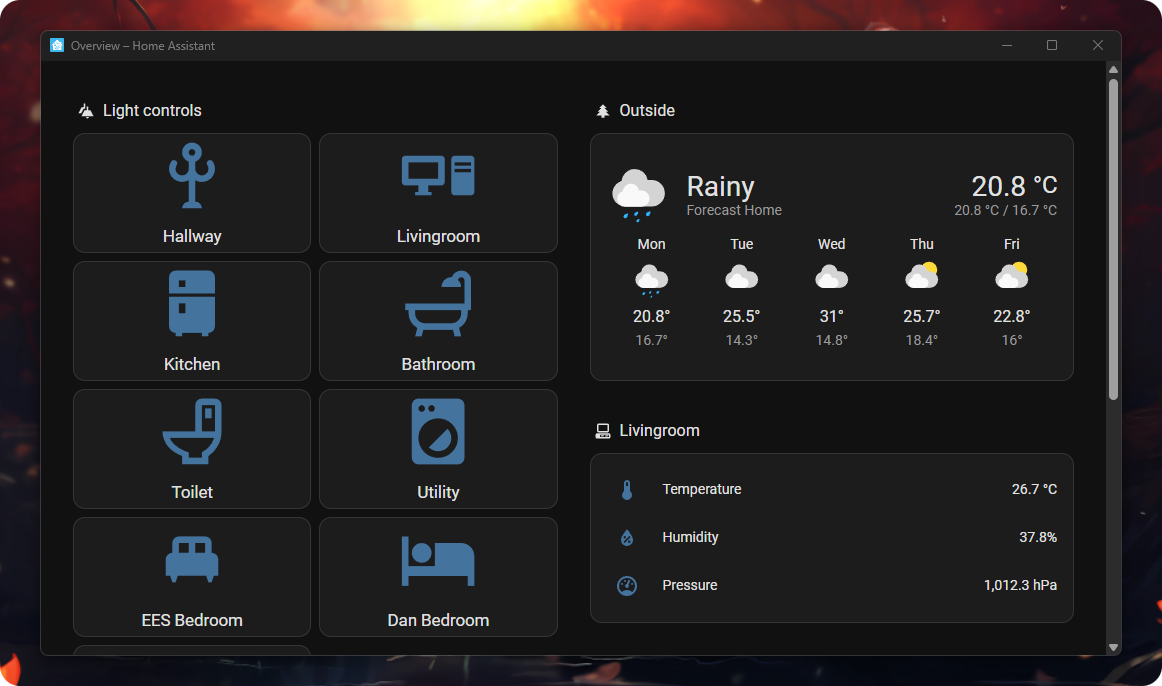 Overview – Home Assistant
Light controls
Hallway
Livingroom
Kitchen
Bathroom
Toilet
Utility
EES Bedroom
Dan Bedroom
Outside
Rainy
20.8 °C
Forecast Home
20.8 °C / 16.7 °C
Mon Tue Wed Thu Fri
20.8° 25.5° 31° 25.7° 22.8°
16.7° 14.3° 14.8° 18.4° 16°
Livingroom
Temperature 26.7 °C
Humidity 37.8%
Pressure 1,012.3 hPa